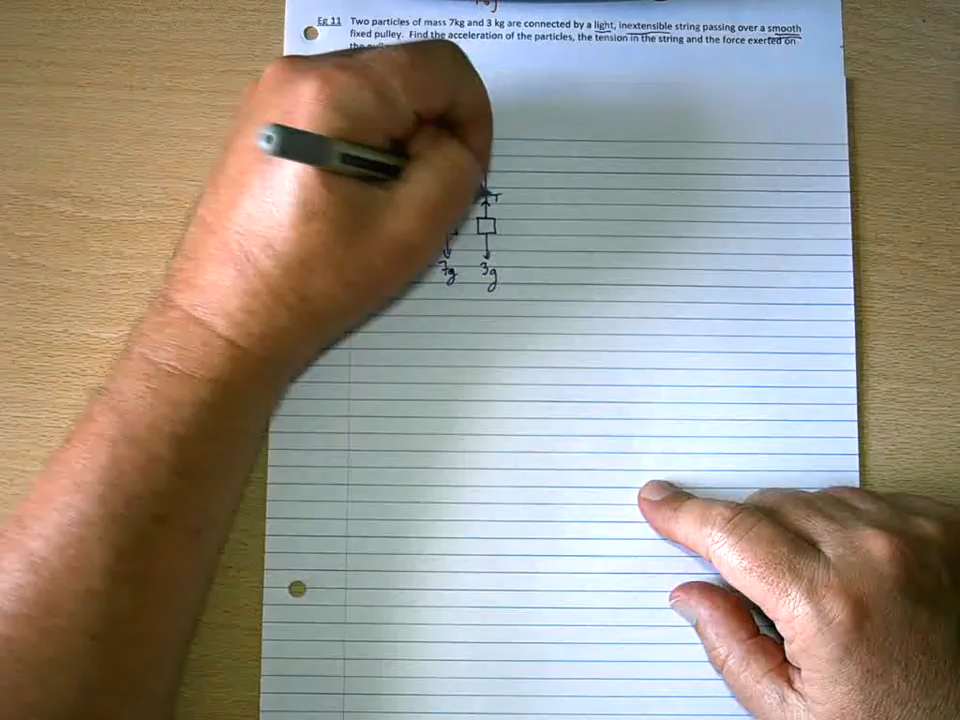 Eg 11 Two particles of mass 7kg and 3 kg are connected by a light, inextensible string passing over a smooth
fixed pulley. Find the acceleration of the particles, the tension in the string and the force exerted on
T
7g 3g